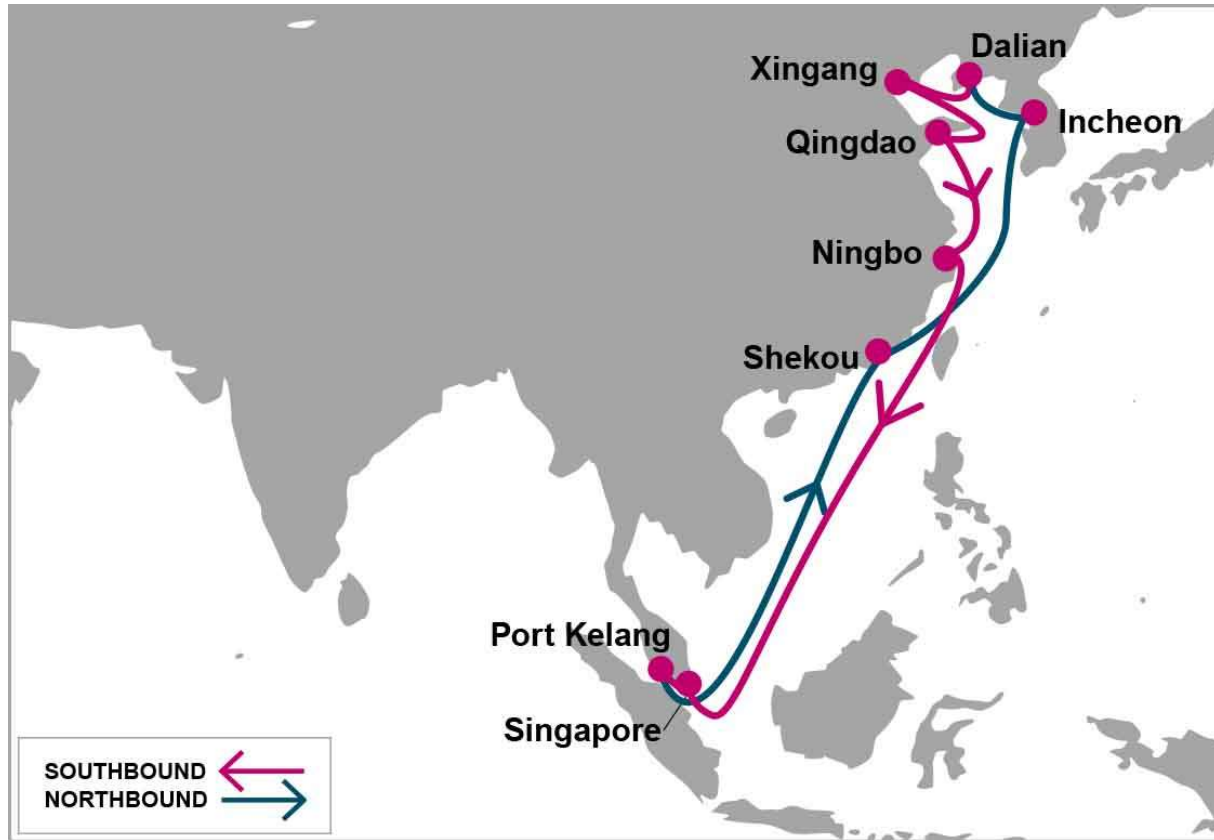 Dalian
Xingang
Incheon
Qingdao
Ningbo
Shekou
Port Kelang
Singapore
SOUTHBOUND
NORTHBOUND